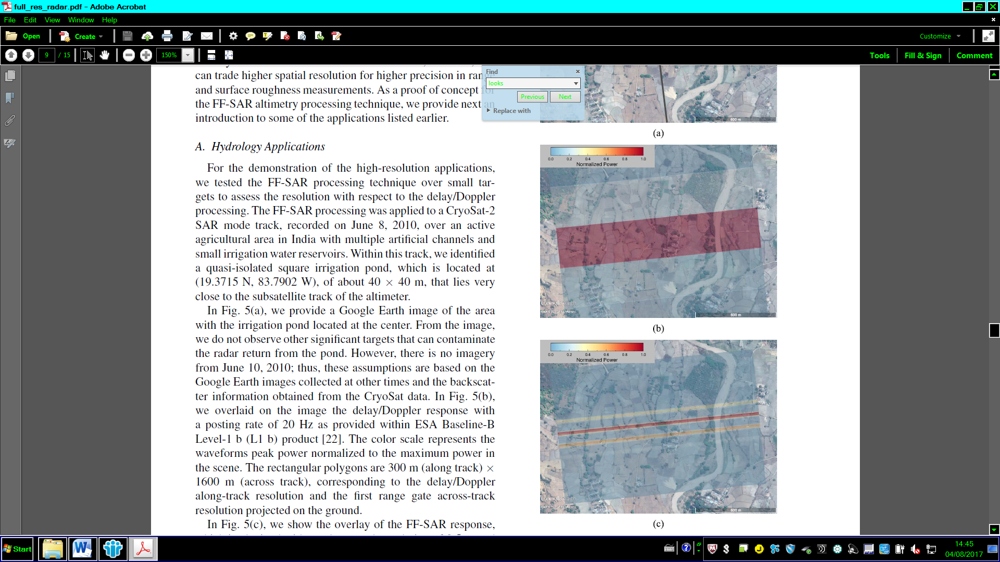 full_res_radar.pdf - Adobe Acrobat
File Edit View Window Help
Open Create Customize
9 / 15 150% Tools Fill & Sign Comment
can trade higher spatial resolution for higher precision in range
and surface roughness measurements. As a proof of concept for
the FF-SAR altimetry processing technique, we provide next an
introduction to some of the applications listed earlier.
A. Hydrology Applications
For the demonstration of the high-resolution applications,
we tested the FF-SAR processing technique over small tar-
gets to assess the resolution with respect to the delay/Doppler
processing. The FF-SAR processing was applied to a CryoSat-2
SAR mode track, recorded on June 8, 2010, over an active
agricultural area in India with multiple artificial channels and
small irrigation water reservoirs. Within this track, we identified
a quasi-isolated square irrigation pond, which is located at
(19.3715 N, 83.7902 W), of about 40 × 40 m, that lies very
close to the subsatellite track of the altimeter.
In Fig. 5(a), we provide a Google Earth image of the area
with the irrigation pond located at the center. From the image,
we do not observe other significant targets that can contaminate
the radar return from the pond. However, there is no imagery
from June 10, 2010; thus, these assumptions are based on the
Google Earth images collected at other times and the backscat-
ter information obtained from the CryoSat data. In Fig. 5(b),
we overlaid on the image the delay/Doppler response with
a posting rate of 20 Hz as provided within ESA Baseline-B
Level-1 b (L1 b) product [22]. The color scale represents the
waveforms peak power normalized to the maximum power in
the scene. The rectangular polygons are 300 m (along track) ×
1600 m (across track), corresponding to the delay/Doppler
along-track resolution and the first range gate across-track
resolution projected on the ground.
In Fig. 5(c), we show the overlay of the FF-SAR response,
Find
looks
Previous Next
Replace with
600 m
(a)
0.0 0.2 0.4 0.6 0.8 1.0
Normalized Power
Google earth
600 m
(b)
0.0 0.2 0.4 0.6 0.8 1.0
Normalized Power
Google earth
600 m
(c)
Start
14:45
04/08/2017